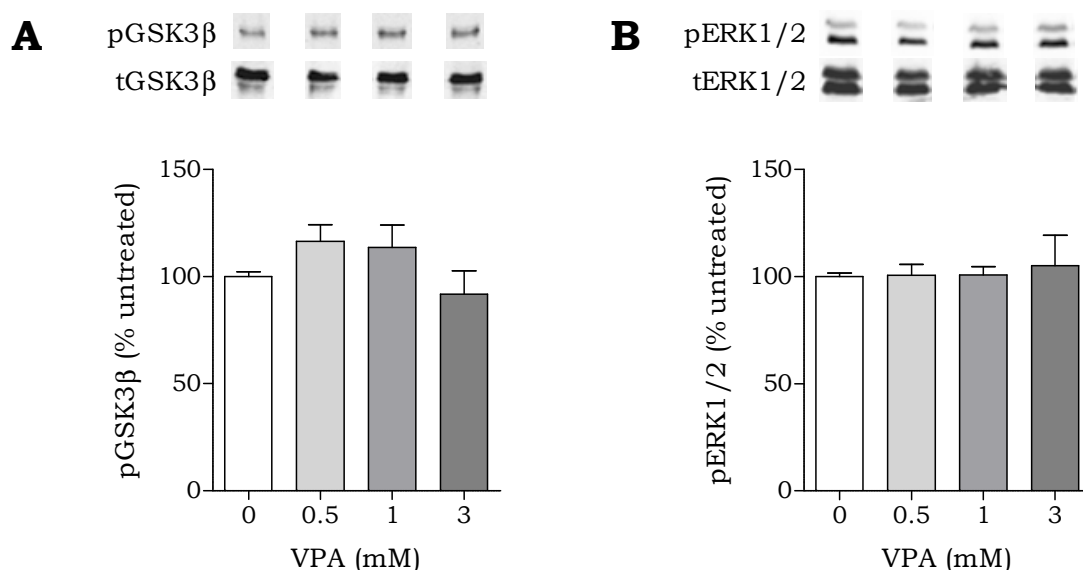 A
pGSK3β
tGSK3β
150
100
50
0
pGSK3β (% untreated)
0 0.5 1 3
VPA (mM)
B
pERK1/2
tERK1/2
150
100
50
0
pERK1/2 (% untreated)
0 0.5 1 3
VPA (mM)